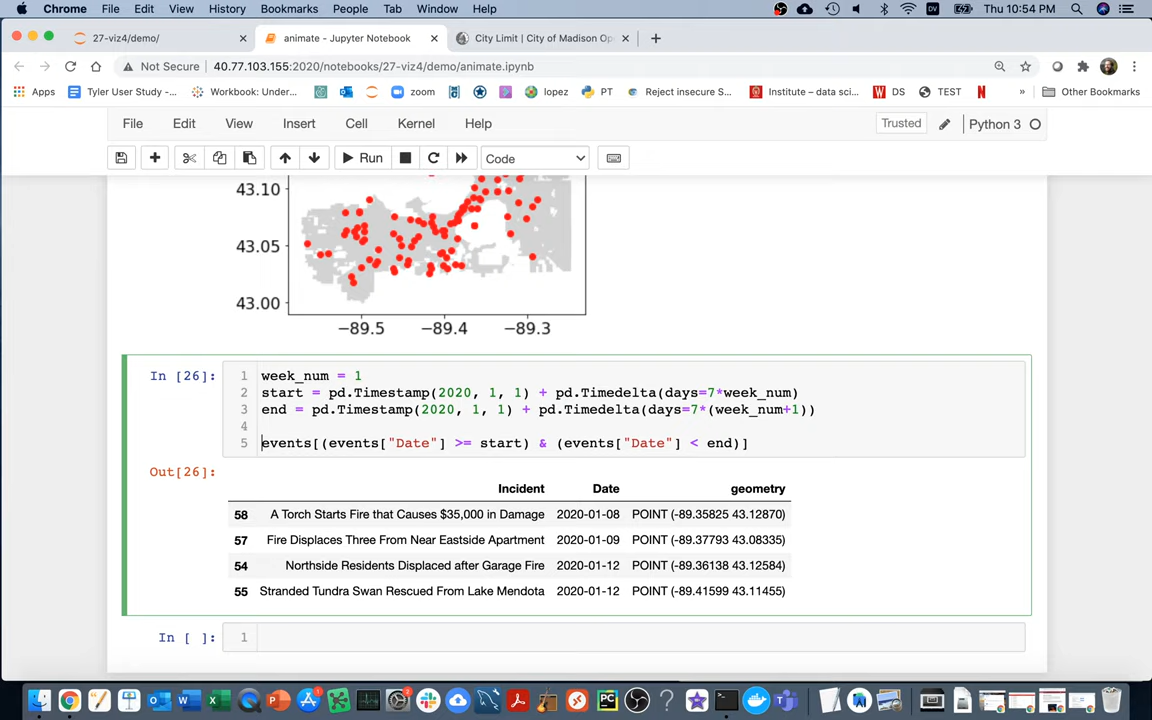 Chrome File Edit View History Bookmarks People Tab Window Help Thu 10:54 PM
27-viz4/demo/ animate - Jupyter Notebook City Limit | City of Madison Op
Not Secure 40.77.103.155:2020/notebooks/27-viz4/demo/animate.ipynb
Apps Tyler User Study -... Workbook: Under... zoom lopez PT Reject insecure S... Institute – data sci... DS TEST » Other Bookmarks
File Edit View Insert Cell Kernel Help Trusted Python 3
Run Code
43.10
43.05
43.00
−89.5 −89.4 −89.3
In [26]: 1 week_num = 1
2 start = pd.Timestamp(2020, 1, 1) + pd.Timedelta(days=7*week_num)
3 end = pd.Timestamp(2020, 1, 1) + pd.Timedelta(days=7*(week_num+1))
4
5 events[(events["Date"] >= start) & (events["Date"] < end)]
Out[26]:
Incident Date geometry
58 A Torch Starts Fire that Causes $35,000 in Damage 2020-01-08 POINT (-89.35825 43.12870)
57 Fire Displaces Three From Near Eastside Apartment 2020-01-09 POINT (-89.37793 43.08335)
54 Northside Residents Displaced after Garage Fire 2020-01-12 POINT (-89.36138 43.12584)
55 Stranded Tundra Swan Rescued From Lake Mendota 2020-01-12 POINT (-89.41599 43.11455)
In [ ]: 1